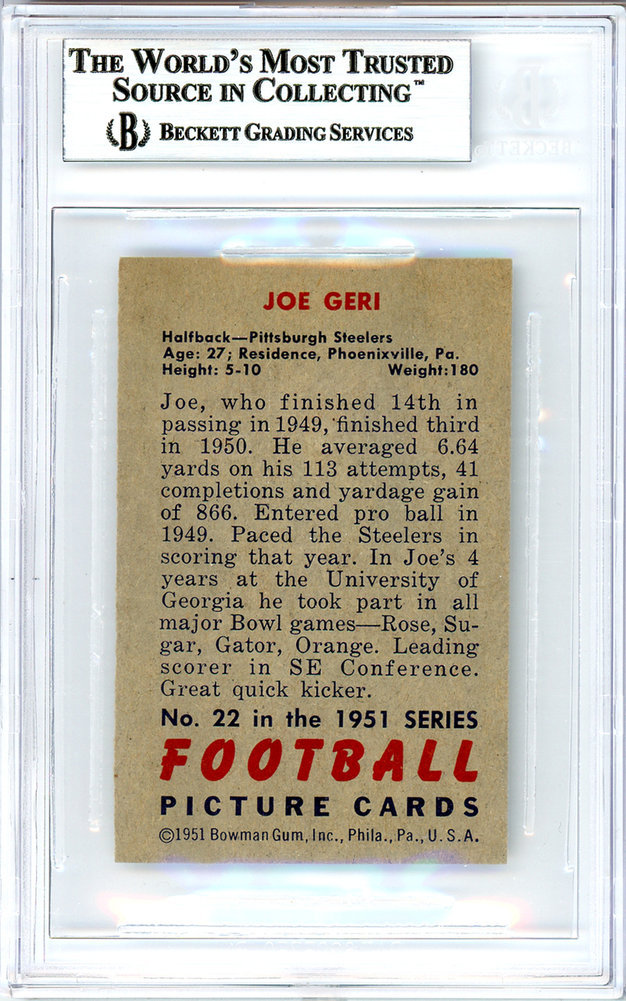 THE WORLD'S MOST TRUSTED
SOURCE IN COLLECTING™
B BECKETT GRADING SERVICES
JOE GERI
Halfback—Pittsburgh Steelers
Age: 27; Residence, Phoenixville, Pa.
Height: 5-10 Weight:180
Joe, who finished 14th in
passing in 1949, finished third
in 1950. He averaged 6.64
yards on his 113 attempts, 41
completions and yardage gain
of 866. Entered pro ball in
1949. Paced the Steelers in
scoring that year. In Joe's 4
years at the University of
Georgia he took part in all
major Bowl games—Rose, Su-
gar, Gator, Orange. Leading
scorer in SE Conference.
Great quick kicker.
No. 22 in the 1951 SERIES
FOOTBALL
PICTURE CARDS
©1951 Bowman Gum, Inc., Phila., Pa., U.S.A.